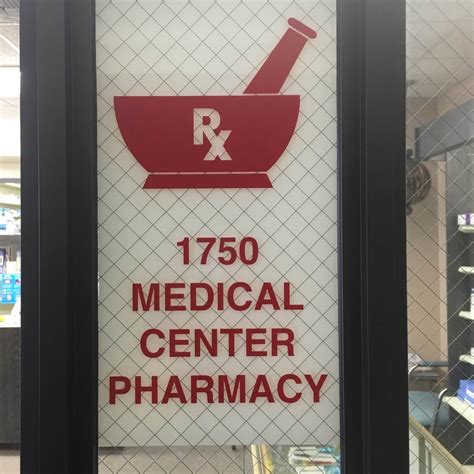 Rx
1750
MEDICAL
CENTER
PHARMACY